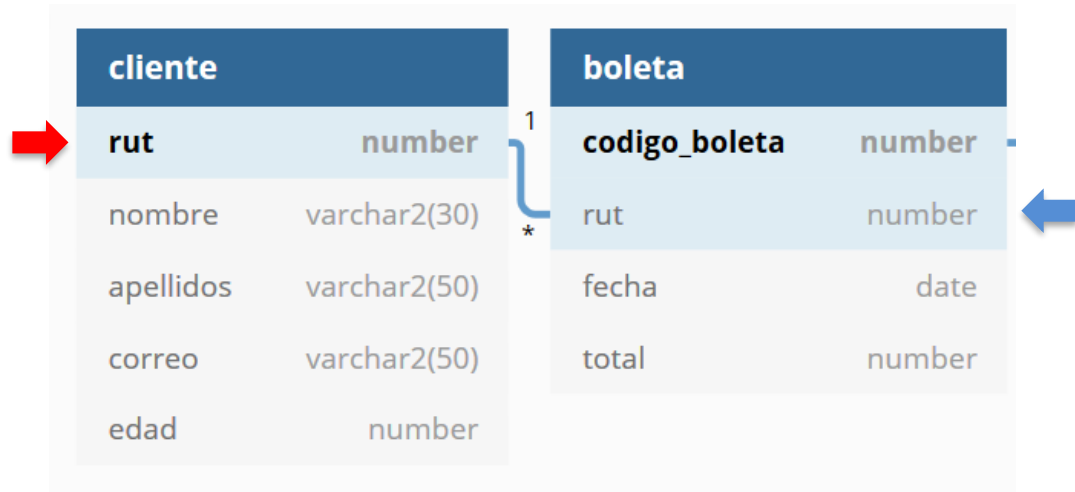 cliente
rut number
nombre varchar2(30)
apellidos varchar2(50)
correo varchar2(50)
edad number
1
*
boleta
codigo_boleta number
rut number
fecha date
total number